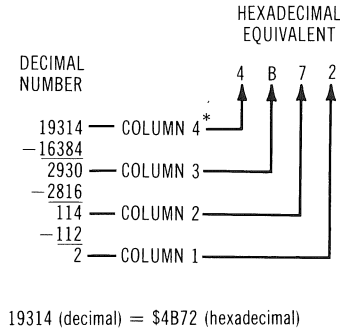 HEXADECIMAL
EQUIVALENT
DECIMAL
NUMBER
4 B 7 2
19314 — COLUMN 4*
−16384
2930 — COLUMN 3
−2816
114 — COLUMN 2
−112
2 — COLUMN 1
19314 (decimal) = $4B72 (hexadecimal)